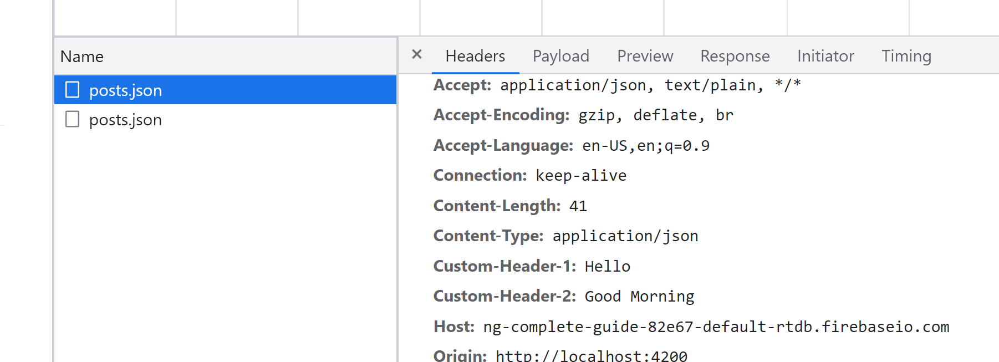 Name
posts.json
posts.json
× Headers Payload Preview Response Initiator Timing
Accept: application/json, text/plain, */*
Accept-Encoding: gzip, deflate, br
Accept-Language: en-US,en;q=0.9
Connection: keep-alive
Content-Length: 41
Content-Type: application/json
Custom-Header-1: Hello
Custom-Header-2: Good Morning
Host: ng-complete-guide-82e67-default-rtdb.firebaseio.com
Origin: http://localhost:4200